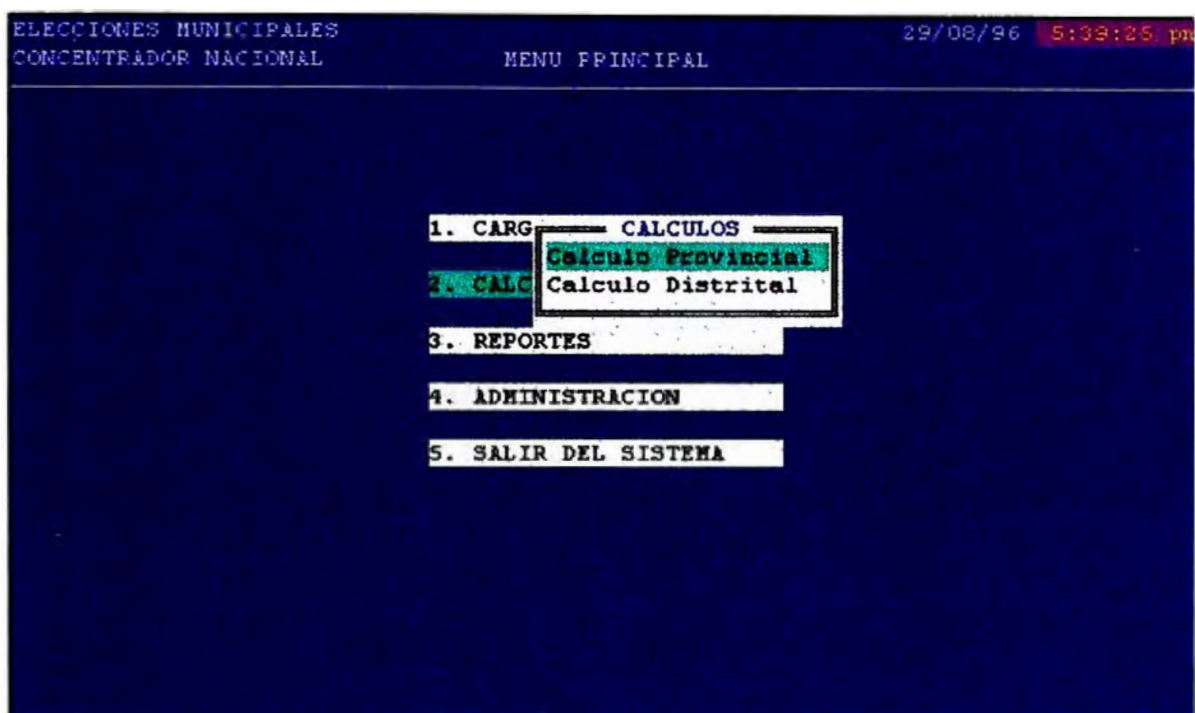 ELECCIONES MUNICIPALES
29/08/96 5:39:25 pm
CONCENTRADOR NACIONAL
MENU PRINCIPAL
1. CARG
CALCULOS
Calculo Provincial
2. CALC
Calculo Distrital
3. REPORTES
4. ADMINISTRACION
5. SALIR DEL SISTEMA